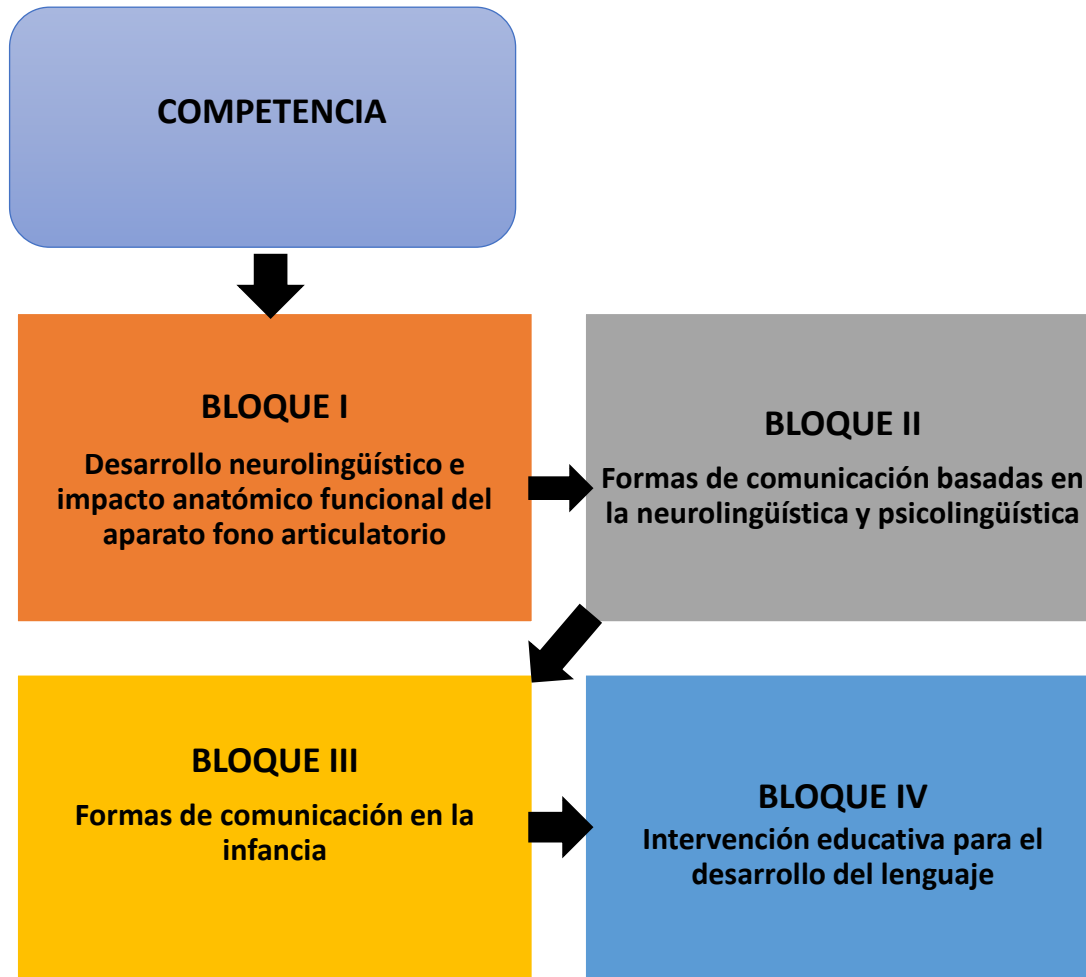 COMPETENCIA
BLOQUE I
Desarrollo neurolingüístico e
impacto anatómico funcional del
aparato fono articulatorio
BLOQUE II
Formas de comunicación basadas en
la neurolingüística y psicolingüística
BLOQUE III
Formas de comunicación en la
infancia
BLOQUE IV
Intervención educativa para el
desarrollo del lenguaje